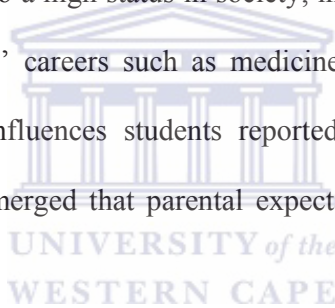 o a high status in society, in
’ careers such as medicine
nfluences students reported
merged that parental expect
UNIVERSITY of the
WESTERN CAPE